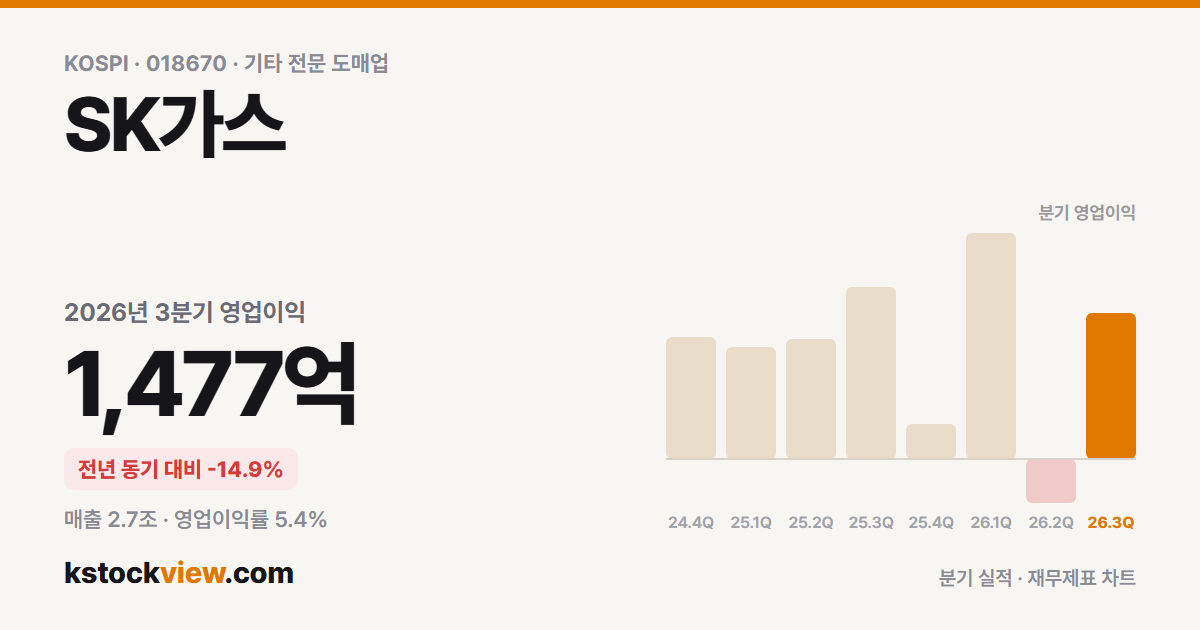 KOSPI · 018670 · 기타 전문 도매업
SK가스
분기 영업이익
2026년 3분기 영업이익
1,477억
전년 동기 대비 -14.9%
매출 2.7조 · 영업이익률 5.4%
24.4Q 25.1Q 25.2Q 25.3Q 25.4Q 26.1Q 26.2Q 26.3Q
kstockview.com
분기 실적 · 재무제표 차트